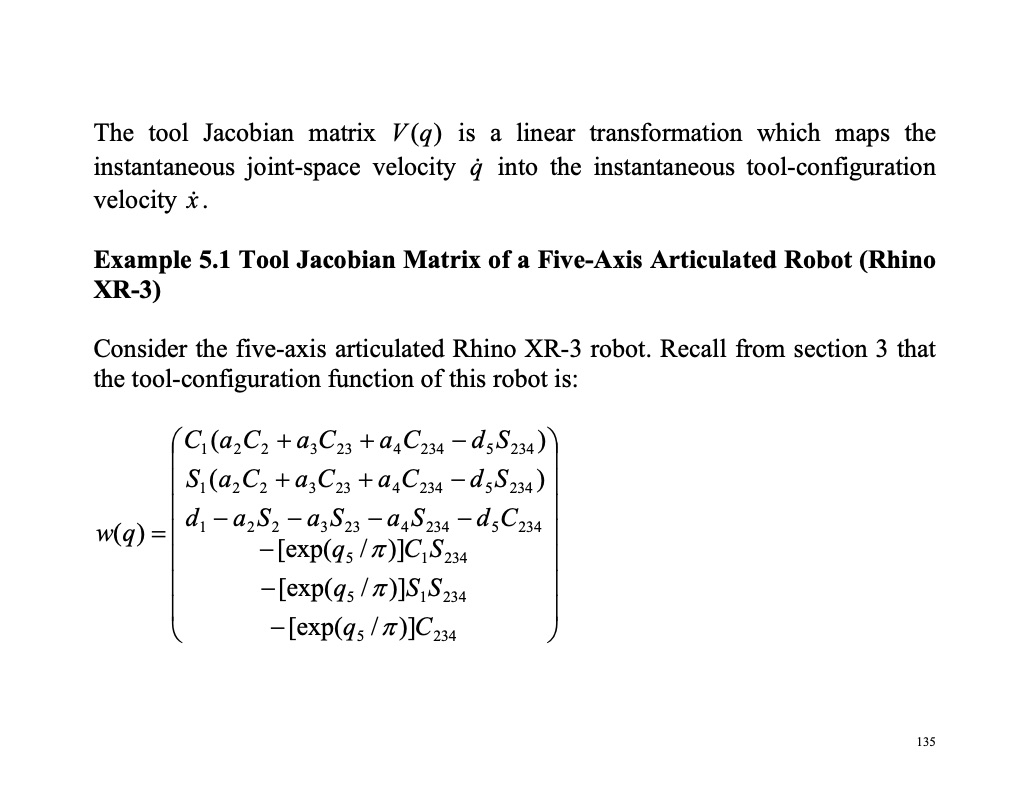 The tool Jacobian matrix V(q) is a linear transformation which maps the
instantaneous joint-space velocity q̇ into the instantaneous tool-configuration
velocity ẋ .
Example 5.1 Tool Jacobian Matrix of a Five-Axis Articulated Robot (Rhino
XR-3)
Consider the five-axis articulated Rhino XR-3 robot. Recall from section 3 that
the tool-configuration function of this robot is:
C₁(a₂C₂ + a₃C₂₃ + a₄C₂₃₄ − d₅S₂₃₄)
S₁(a₂C₂ + a₃C₂₃ + a₄C₂₃₄ − d₅S₂₃₄)
d₁ − a₂S₂ − a₃S₂₃ − a₄S₂₃₄ − d₅C₂₃₄
w(q) =
−[exp(q₅ / π)]C₁S₂₃₄
−[exp(q₅ / π)]S₁S₂₃₄
−[exp(q₅ / π)]C₂₃₄
135